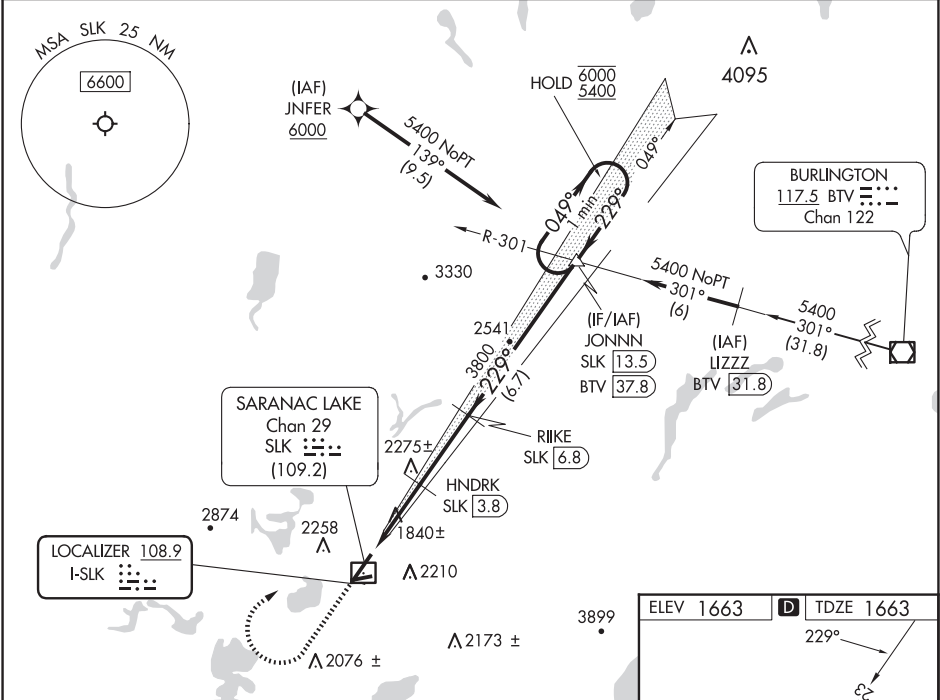 MSA SLK 25 NM
6600
(IAF)
JNFER
6000
5400 NoPT
139°
(9.5)
HOLD 6000
5400
4095
049°
049°
1 min
229°
R-301
3330
BURLINGTON
117.5 BTV
Chan 122
5400 NoPT
301°
(6)
5400
301°
(31.8)
(IF/IAF)
JONNN
SLK 13.5
BTV 37.8
(IAF)
LIZZZ
BTV 31.8
2541
3800
229°
(6.7)
SARANAC LAKE
Chan 29
SLK
(109.2)
2275±
RIIKE
SLK 6.8
HNDRK
SLK 3.8
2874
2258
1840±
LOCALIZER 108.9
I-SLK
2210
3899
2173 ±
2076 ±
ELEV 1663 D TDZE 1663
229°
23